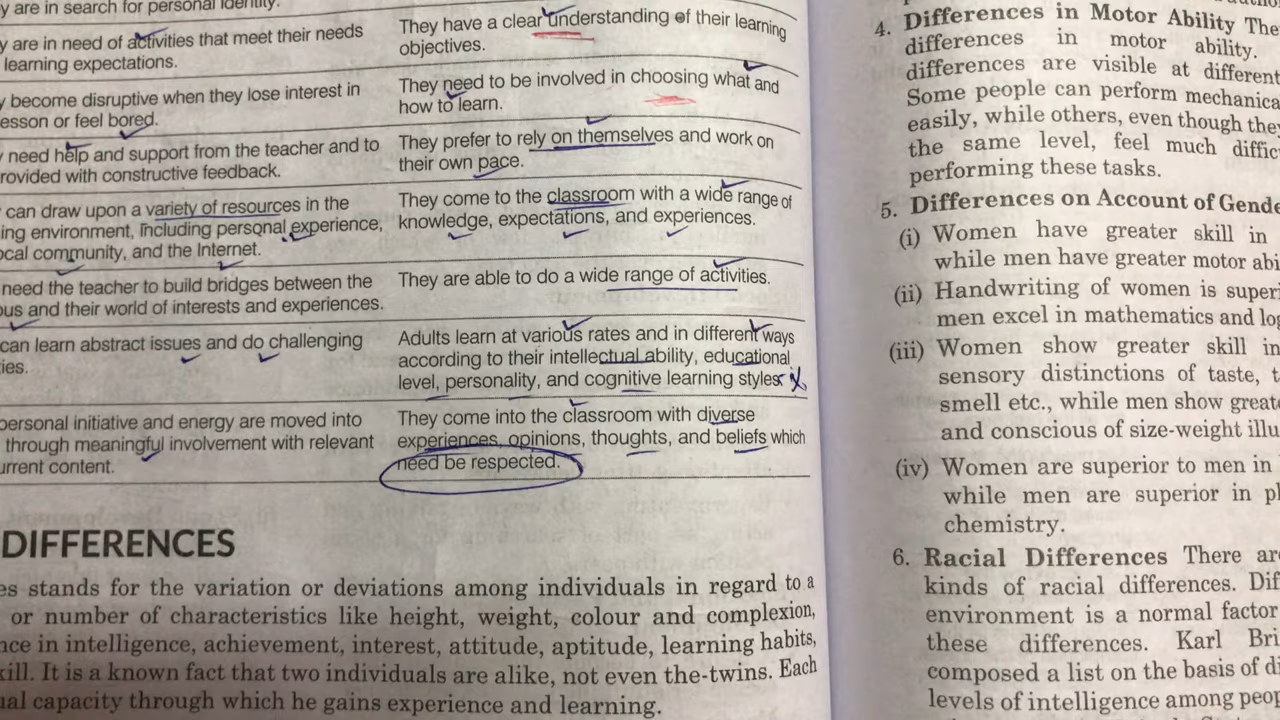 y are in search for personal identity.
y are in need of activities that meet their needs
learning expectations.
y become disruptive when they lose interest in
esson or feel bored.
need help and support from the teacher and to
rovided with constructive feedback.
can draw upon a variety of resources in the
ing environment, including personal experience,
ocal community, and the Internet.
need the teacher to build bridges between the
ous and their world of interests and experiences.
can learn abstract issues and do challenging
ies.
personal initiative and energy are moved into
through meaningful involvement with relevant
urrent content.
They have a clear understanding of their learning
objectives.
They need to be involved in choosing what and
how to learn.
They prefer to rely on themselves and work on
their own pace.
They come to the classroom with a wide range of
knowledge, expectations, and experiences.
They are able to do a wide range of activities.
Adults learn at various rates and in different ways
according to their intellectual ability, educational
level, personality, and cognitive learning styles
They come into the classroom with diverse
experiences, opinions, thoughts, and beliefs which
need be respected.
DIFFERENCES
es stands for the variation or deviations among individuals in regard to a
or number of characteristics like height, weight, colour and complexion,
nce in intelligence, achievement, interest, attitude, aptitude, learning habits,
kill. It is a known fact that two individuals are alike, not even the-twins. Each
ual capacity through which he gains experience and learning.
4. Differences in Motor Ability The
differences in motor ability.
differences are visible at different
Some people can perform mechanica
easily, while others, even though the
the same level, feel much diffic
performing these tasks.
5. Differences on Account of Gende
(i) Women have greater skill in
while men have greater motor abi
(ii) Handwriting of women is superi
men excel in mathematics and log
(iii) Women show greater skill in
sensory distinctions of taste, t
smell etc., while men show great
and conscious of size-weight illu
(iv) Women are superior to men in
while men are superior in p
chemistry.
6. Racial Differences There are
kinds of racial differences. Dif
environment is a normal factor
these differences. Karl Bri
composed a list on the basis of di
levels of intelligence among peop